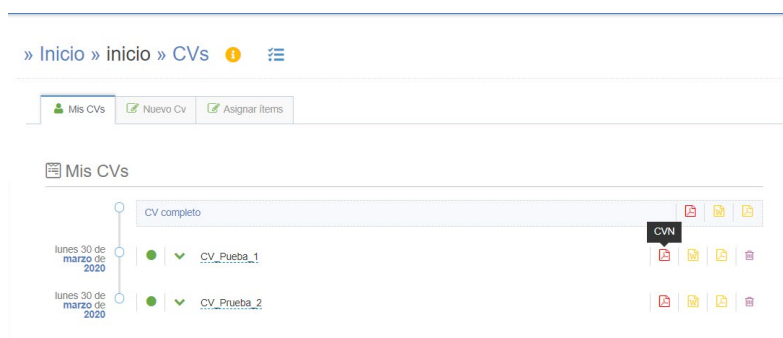 » Inicio » inicio » CVs
Mis CVs
Nuevo Cv
Asignar ítems
Mis CVs
CV completo
CVN
lunes 30 de
marzo de
2020
CV_Pueba_1
lunes 30 de
marzo de
2020
CV_Prueba_2